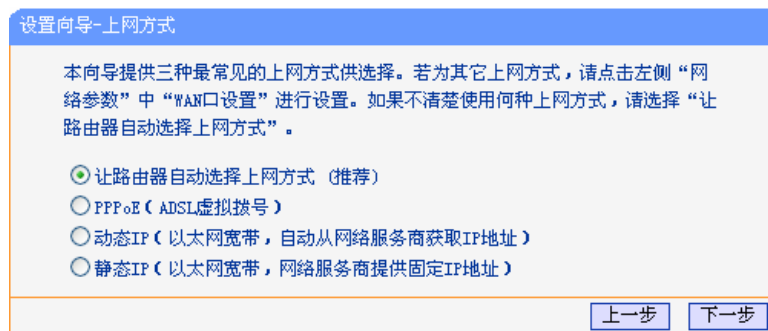 设置向导-上网方式
本向导提供三种最常见的上网方式供选择。若为其它上网方式，请点击左侧“网
络参数”中“WAN口设置”进行设置。如果不清楚使用何种上网方式，请选择“让
路由器自动选择上网方式”。
让路由器自动选择上网方式（推荐）
PPPoE（ADSL虚拟拨号）
动态IP（以太网宽带，自动从网络服务商获取IP地址）
静态IP（以太网宽带，网络服务商提供固定IP地址）
上一步 下一步